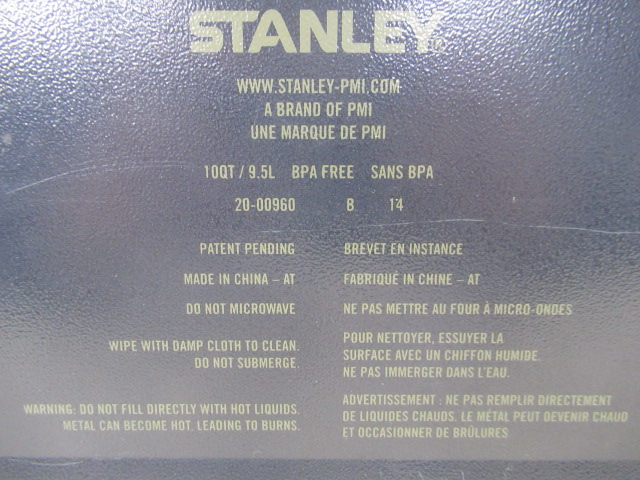 STANLEY®
WWW.STANLEY-PMI.COM
A BRAND OF PMI
UNE MARQUE DE PMI
10QT / 9.5L BPA FREE SANS BPA
20-00960 B 14
PATENT PENDING
BREVET EN INSTANCE
MADE IN CHINA – AT
FABRIQUÉ IN CHINE – AT
DO NOT MICROWAVE
NE PAS METTRE AU FOUR À MICRO-ONDES
WIPE WITH DAMP CLOTH TO CLEAN.
DO NOT SUBMERGE.
POUR NETTOYER, ESSUYER LA
SURFACE AVEC UN CHIFFON HUMIDE.
NE PAS IMMERGER DANS L'EAU.
WARNING: DO NOT FILL DIRECTLY WITH HOT LIQUIDS.
METAL CAN BECOME HOT, LEADING TO BURNS.
ADVERTISSEMENT : NE PAS REMPLIR DIRECTEMENT
DE LIQUIDES CHAUDS. LE MÉTAL PEUT DEVENIR CHAUD
ET OCCASIONNER DE BRÛLURES